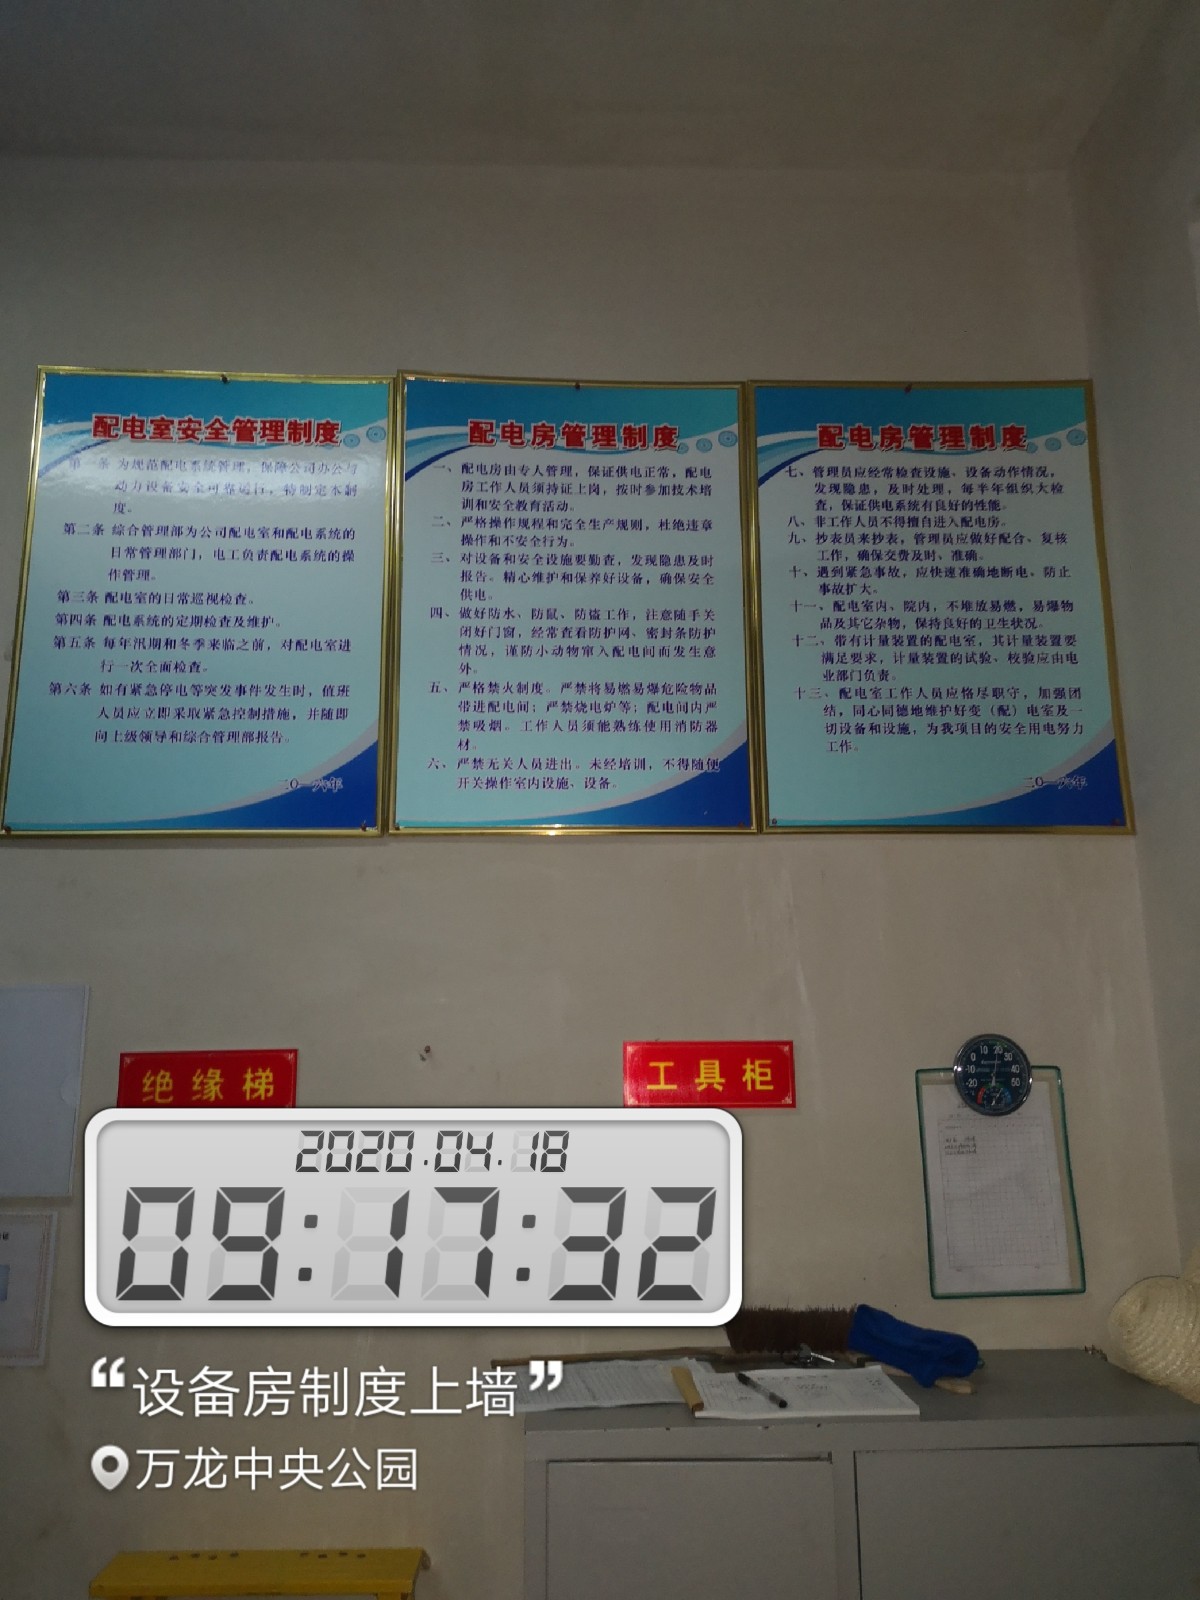 配电室安全管理制度
第一条 为规范配电系统管理，保障公司办公司
动力设备安全可靠运行，特制定本制
度。
第二条 综合管理部为公司配电室和配电系统的
日常管理部门，电工负责配电系统的操
作管理。
第三条 配电室的日常巡视检查。
第四条 配电系统的定期检查及维护。
第五条 每年汛期和冬季来临之前，对配电室进
行一次全面检查。
第六条 如有紧急停电等突发事件发生时，值班
人员应立即采取紧急控制措施，并随即
向上级领导和综合管理部报告。
二0一六年
配电房管理制度
一、配电房由专人管理，保证供电正常，配电
房工作人员须持证上岗，按时参加技术培
训和安全教育活动。
二、严格操作规程和完全生产规则，杜绝违章
操作和不安全行为。
三、对设备和安全设施要勤查，发现隐患及时
报告。精心维护和保养好设备，确保安全
供电。
四、做好防水、防鼠、防盗工作，注意随手关
闭好门窗，经常查看防护网、密封条防护
情况，谨防小动物窜入配电间而发生意
外。
五、严格禁火制度。严禁将易燃易爆危险物品
带进配电间；严禁烧电炉等；配电间内严
禁吸烟。工作人员须能熟练使用消防器
材。
六、严禁无关人员进出。未经培训，不得随便
开关操作室内设施、设备。
配电房管理制度
七、管理员应经常检查设施、设备动作情况，
发现隐患，及时处理，每半年组织大检
查，保证供电系统有良好的性能。
八、非工作人员不得擅自进入配电房。
九、抄表员来抄表，管理员应做好配合、复核
工作，确保交费及时、准确。
十、遇到紧急事故，应快速准确地断电、防止
事故扩大。
十一、配电室内、院内，不堆放易燃，易爆物
品及其它杂物，保持良好的卫生状况。
十二、带有计量装置的配电室，其计量装置要
满足要求，计量装置的试验、校验应由电
业部门负责。
十三、配电室工作人员应恪尽职守，加强团
结，同心同德地维护好变（配）电室及一
切设备和设施，为我项目的安全用电努力
工作。
二0一六年
绝缘梯
工具柜
-20 -10 0 10 20 30 40 50
2020.04.18
09:17:32
“设备房制度上墙”
万龙中央公园